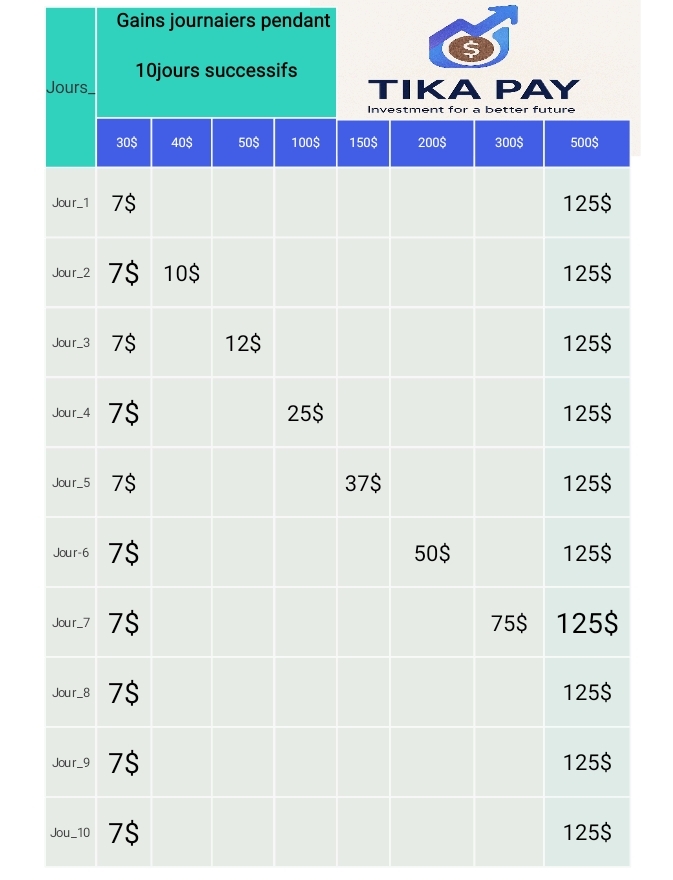 Gains journaiers pendant
10jours successifs
Jours_
$
TIKA PAY
Investment for a better future
30$ 40$ 50$ 100$ 150$ 200$ 300$ 500$
Jour_1 7$ 125$
Jour_2 7$ 10$ 125$
Jour_3 7$ 12$ 125$
Jour_4 7$ 25$ 125$
Jour_5 7$ 37$ 125$
Jour-6 7$ 50$ 125$
Jour_7 7$ 75$ 125$
Jour_8 7$ 125$
Jour_9 7$ 125$
Jou_10 7$ 125$